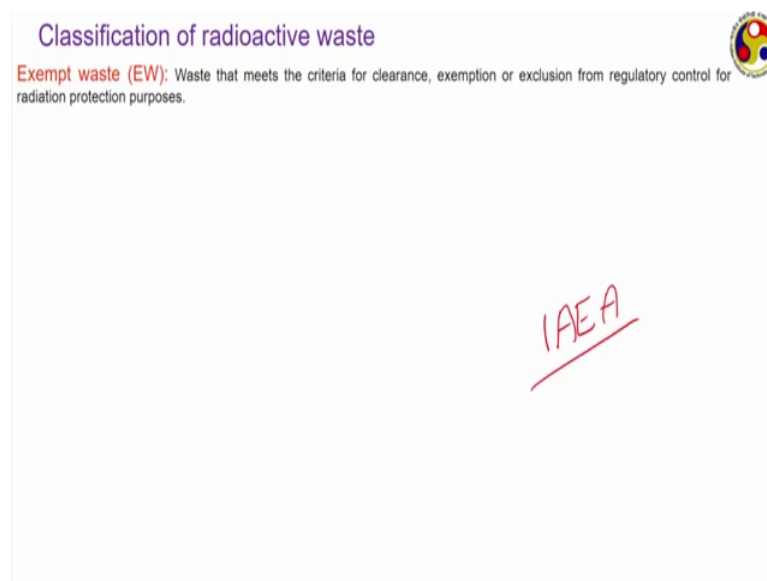 Classification of radioactive waste
Exempt waste (EW): Waste that meets the criteria for clearance, exemption or exclusion from regulatory control for
radiation protection purposes.
IAEA